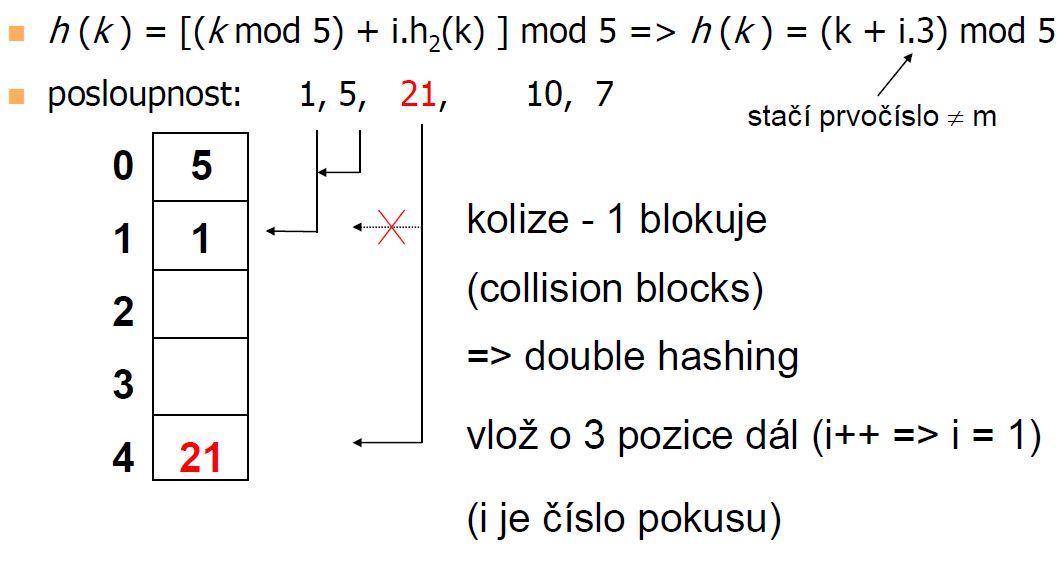 h (k ) = [(k mod 5) + i.h2(k) ] mod 5 => h (k ) = (k + i.3) mod 5
posloupnost: 1, 5, 21, 10, 7
stačí prvočíslo ≠ m
0 5
1 1
2
3
4 21
kolize - 1 blokuje
(collision blocks)
=> double hashing
vlož o 3 pozice dál (i++ => i = 1)
(i je číslo pokusu)